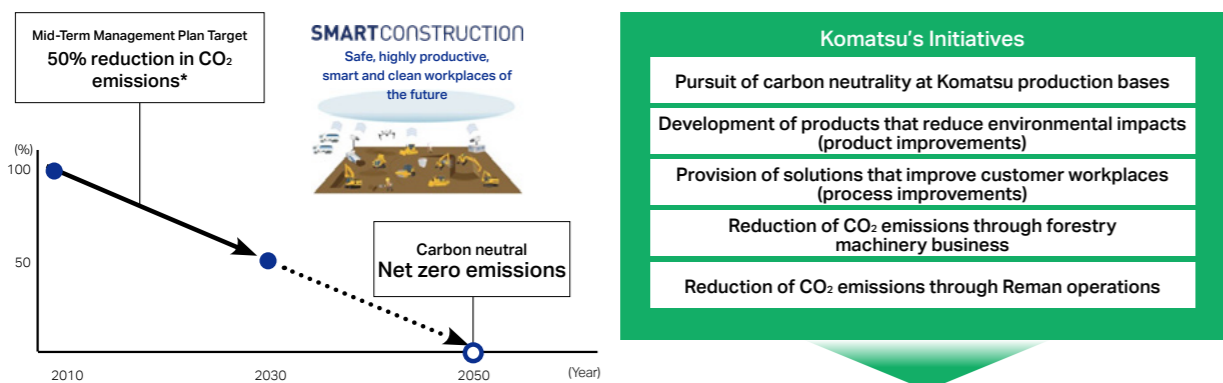 Mid-Term Management Plan Target
50% reduction in CO₂
emissions*
SMARTCONSTRUCTION
Safe, highly productive,
smart and clean workplaces of
the future
(%)
100
50
Carbon neutral
Net zero emissions
2010
2030
2050
(Year)
Komatsu's Initiatives
Pursuit of carbon neutrality at Komatsu production bases
Development of products that reduce environmental impacts
(product improvements)
Provision of solutions that improve customer workplaces
(process improvements)
Reduction of CO₂ emissions through forestry
machinery business
Reduction of CO₂ emissions through Reman operations